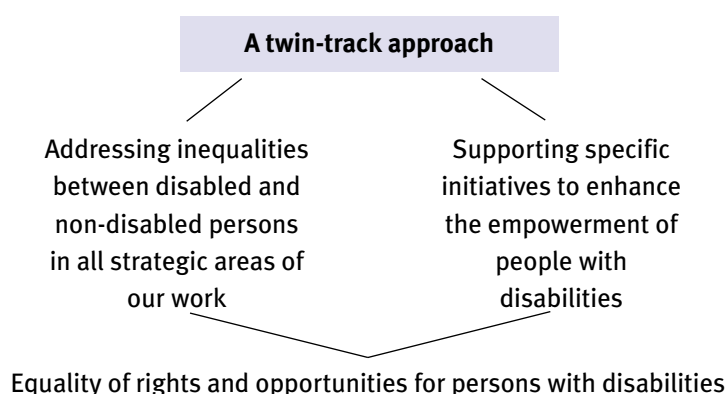 A twin-track approach
Addressing inequalities
between disabled and
non-disabled persons
in all strategic areas of
our work
Supporting specific
initiatives to enhance
the empowerment of
people with
disabilities
Equality of rights and opportunities for persons with disabilities